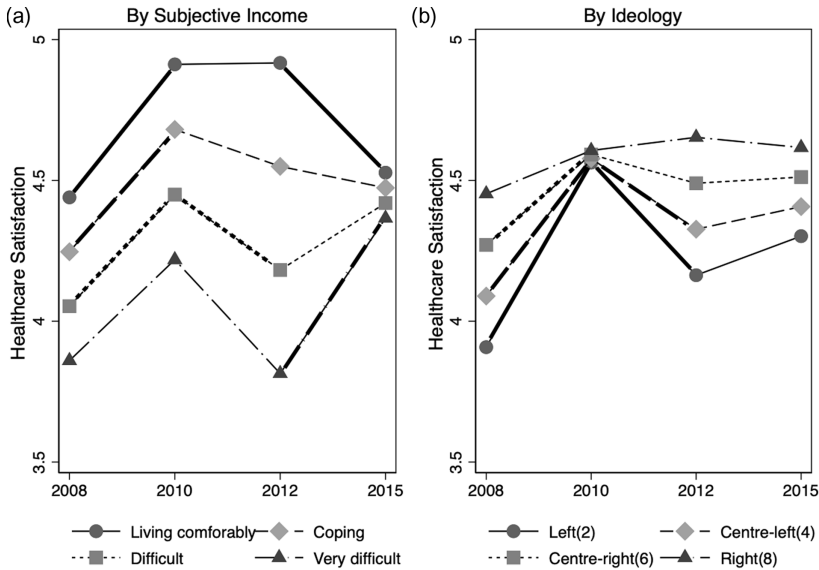 (a)
By Subjective Income
5
4.5
4
3.5
Healthcare Satisfaction
2008 2010 2012 2015
Living comforably Coping
Difficult Very difficult
(b)
By Ideology
5
4.5
4
3.5
Healthcare Satisfaction
2008 2010 2012 2015
Left(2) Centre-left(4)
Centre-right(6) Right(8)